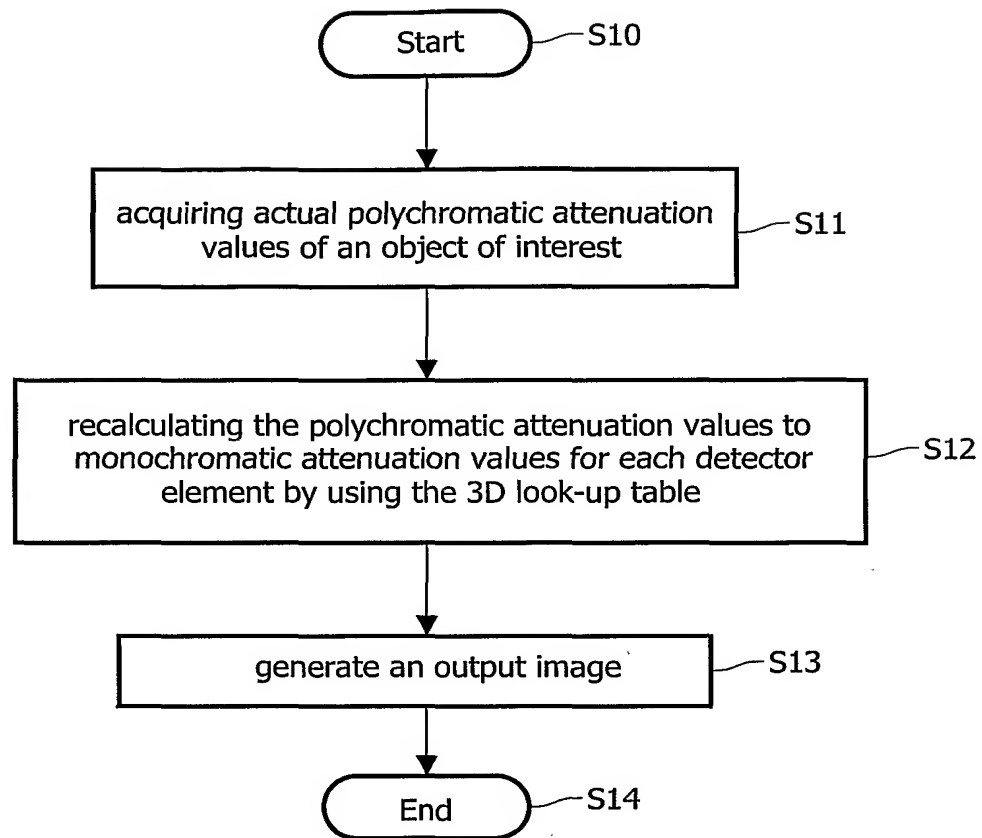 Start
S10
acquiring actual polychromatic attenuation
values of an object of interest
S11
recalculating the polychromatic attenuation values to
monochromatic attenuation values for each detector
element by using the 3D look-up table
S12
generate an output image
S13
End
S14